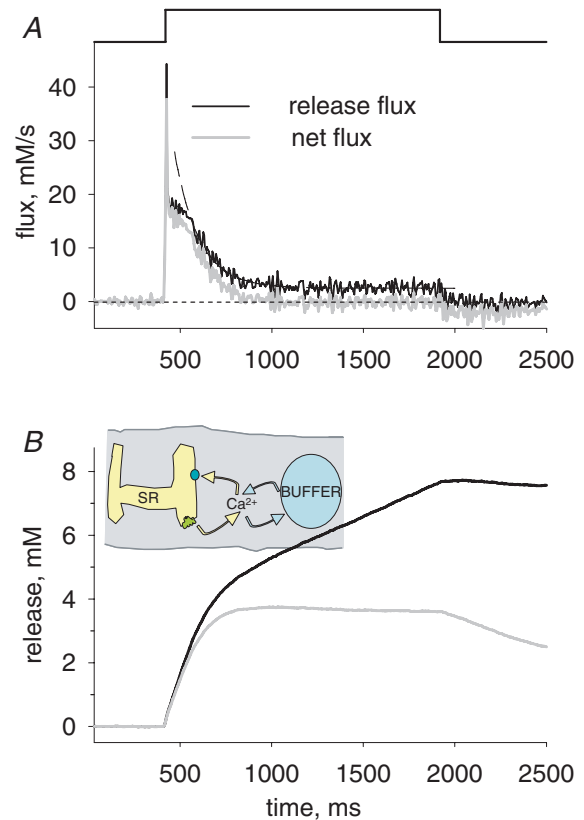 A
release flux
net flux
flux, mM/s
40
30
20
10
0
500 1000 1500 2000 2500
B
SR
Ca2+
BUFFER
release, mM
8
6
4
2
0
500 1000 1500 2000 2500
time, ms